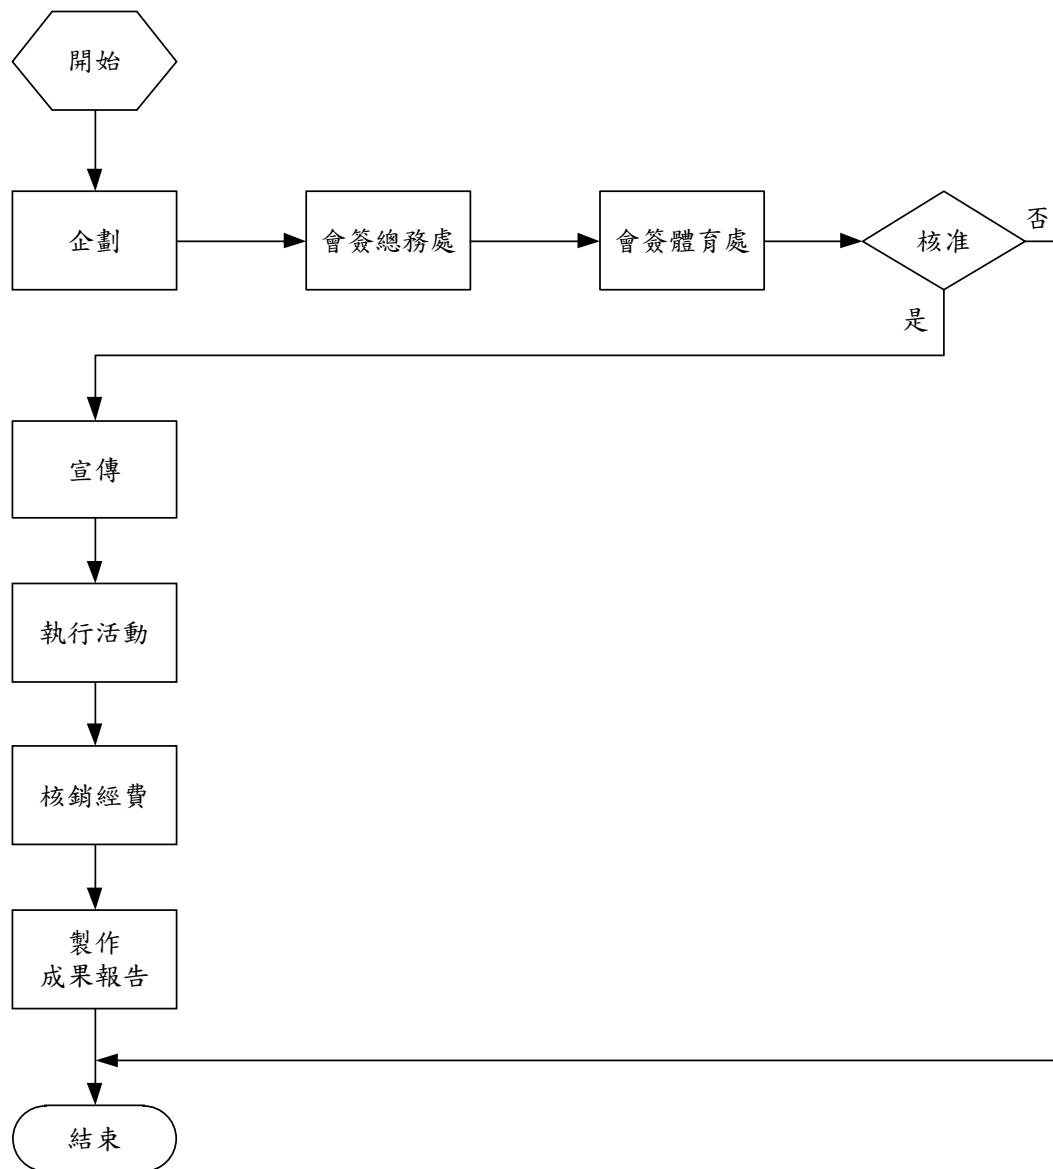 開始
企劃
會簽總務處
會簽體育處
核准
否
是
宣傳
執行活動
核銷經費
製作
成果報告
結束